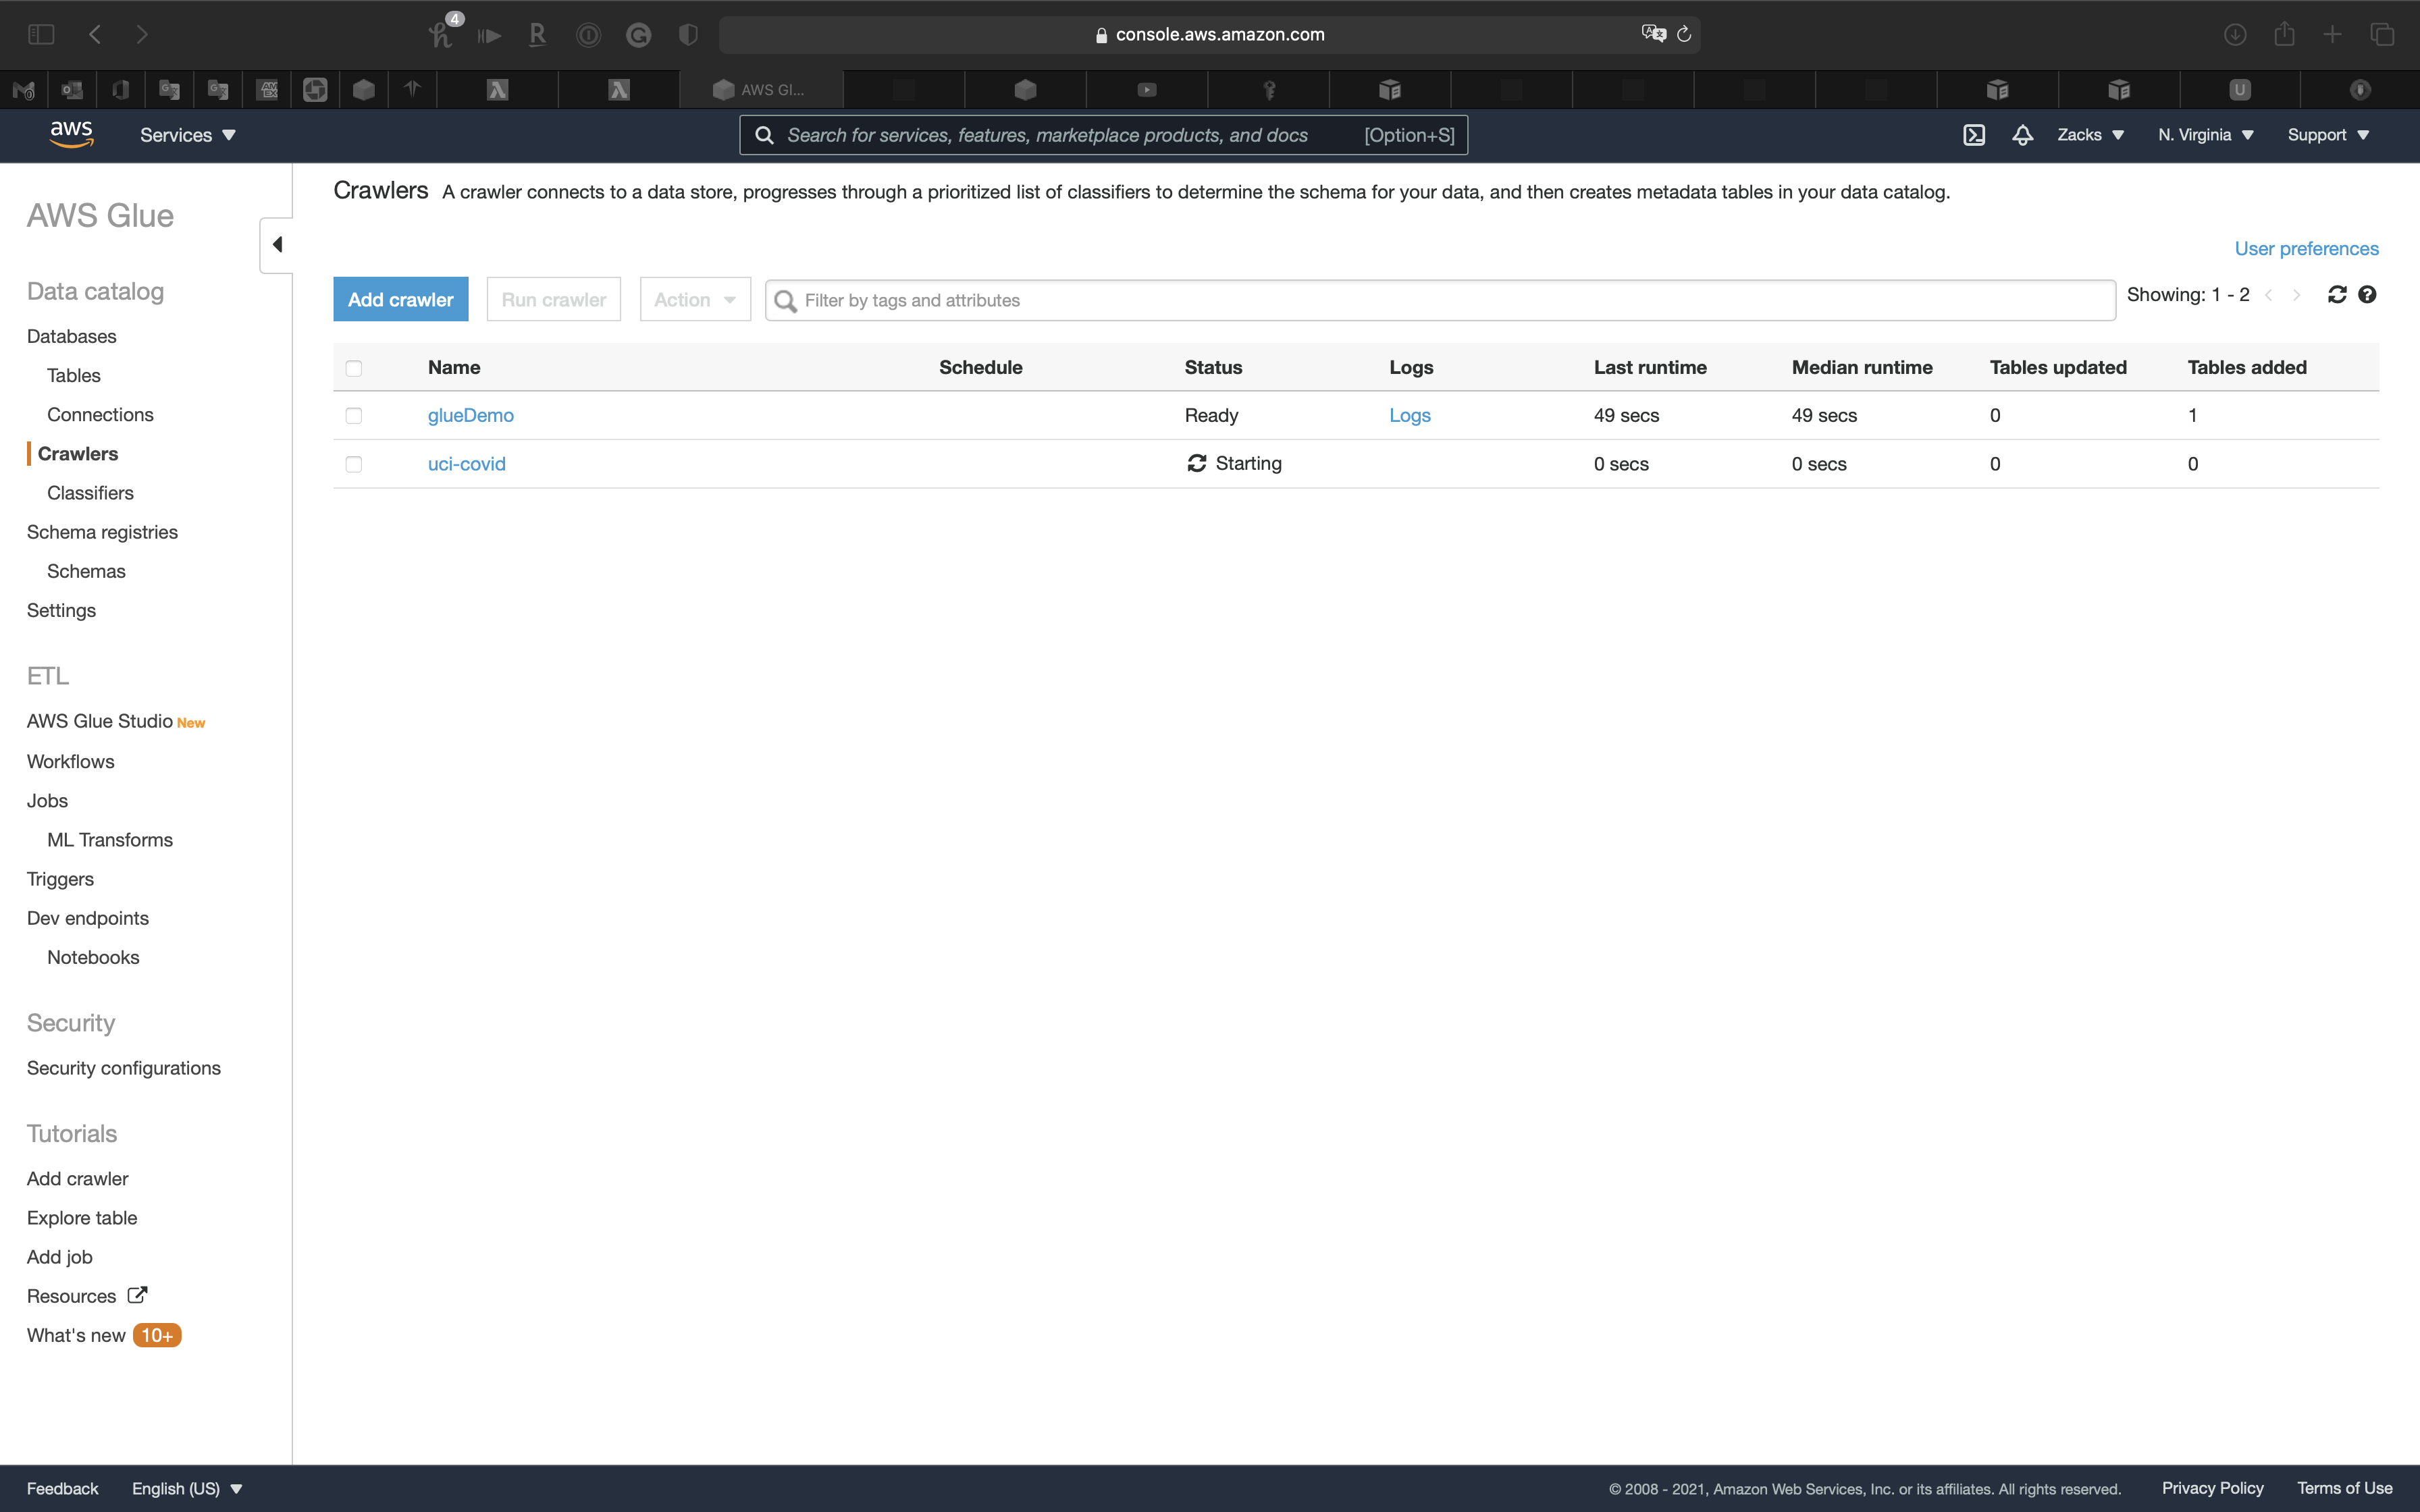 4
console.aws.amazon.com
AWS Gl...
aws Services Search for services, features, marketplace products, and docs [Option+S] Zacks N. Virginia Support
AWS Glue
Data catalog
Databases
Tables
Connections
Crawlers
Classifiers
Schema registries
Schemas
Settings
ETL
AWS Glue Studio New
Workflows
Jobs
ML Transforms
Triggers
Dev endpoints
Notebooks
Security
Security configurations
Tutorials
Add crawler
Explore table
Add job
Resources
What's new 10+
Crawlers A crawler connects to a data store, progresses through a prioritized list of classifiers to determine the schema for your data, and then creates metadata tables in your data catalog.
User preferences
Add crawler Run crawler Action Filter by tags and attributes Showing: 1 - 2
Name Schedule Status Logs Last runtime Median runtime Tables updated Tables added
glueDemo Ready Logs 49 secs 49 secs 0 1
uci-covid Starting 0 secs 0 secs 0 0
Feedback English (US) © 2008 - 2021, Amazon Web Services, Inc. or its affiliates. All rights reserved. Privacy Policy Terms of Use